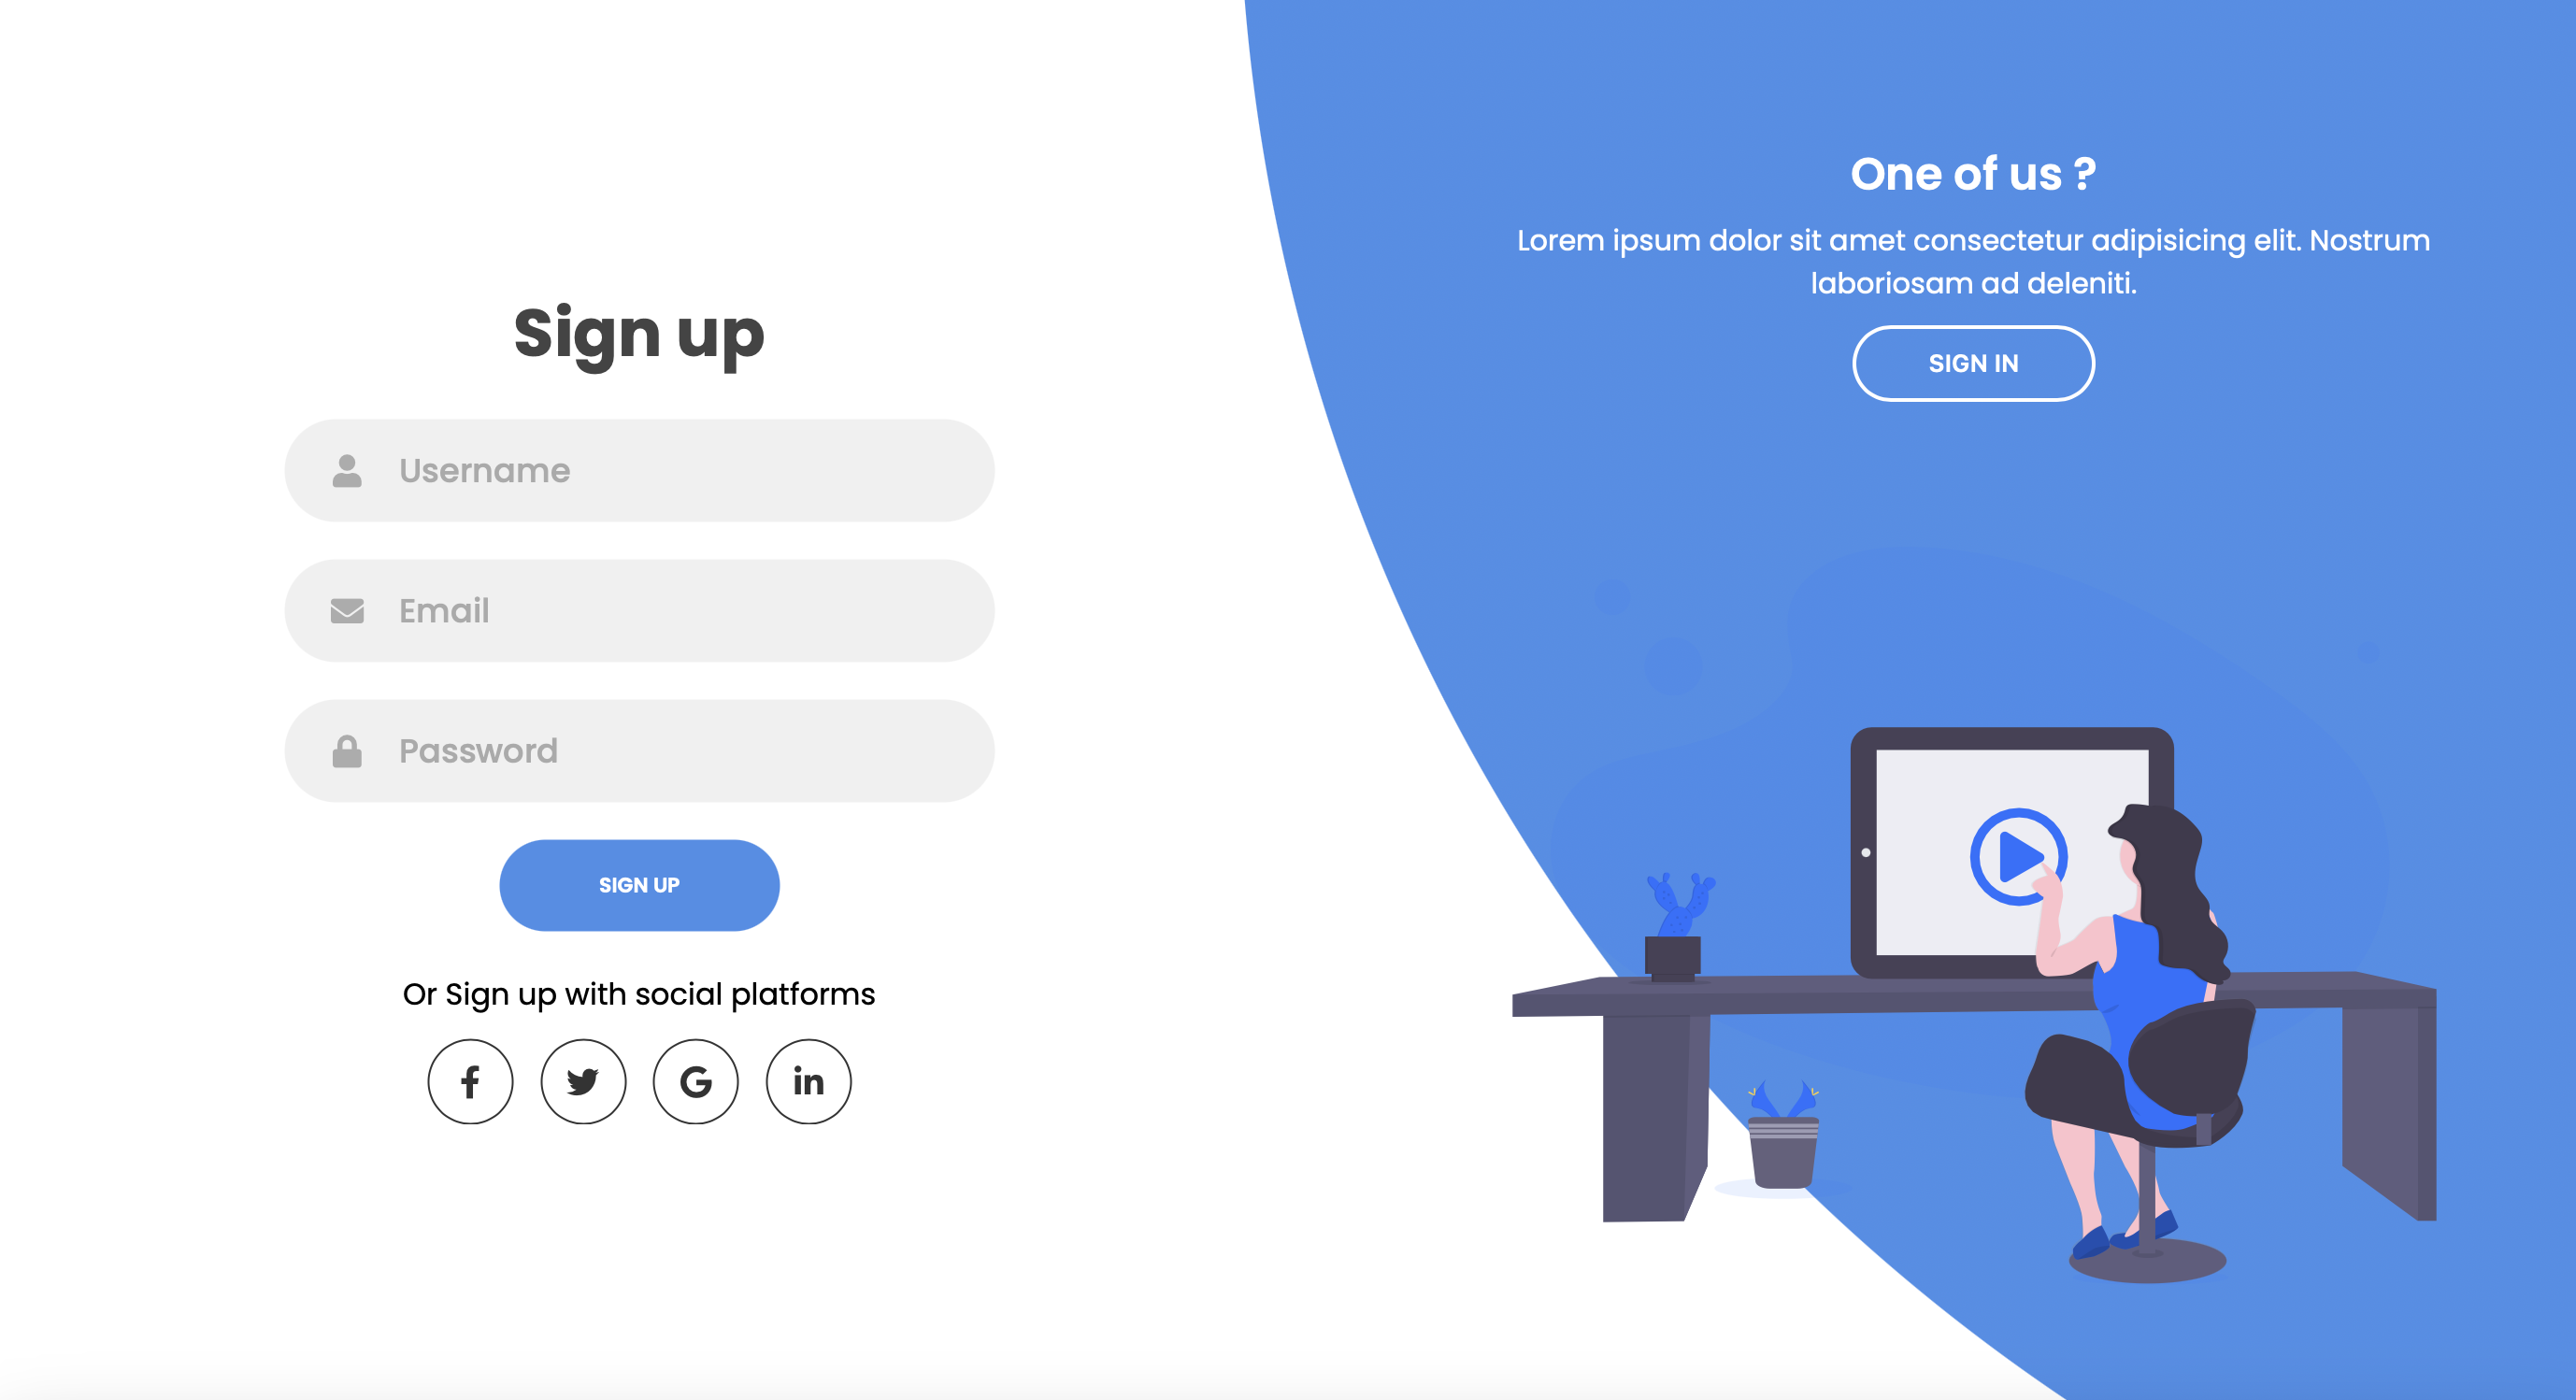 Sign up
Username
Email
Password
SIGN UP
Or Sign up with social platforms
One of us ?
Lorem ipsum dolor sit amet consectetur adipisicing elit. Nostrum
laboriosam ad deleniti.
SIGN IN